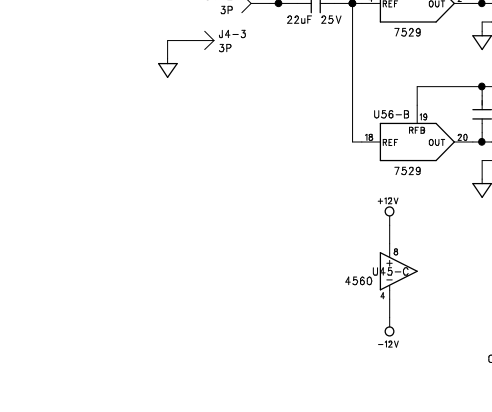 3P
REF
OUT
22uF 25V
7529
J4-3
3P
U56-B
19
RFB
18
REF
OUT
20
7529
+12V
8
+
U45-C
4560
-
4
-12V